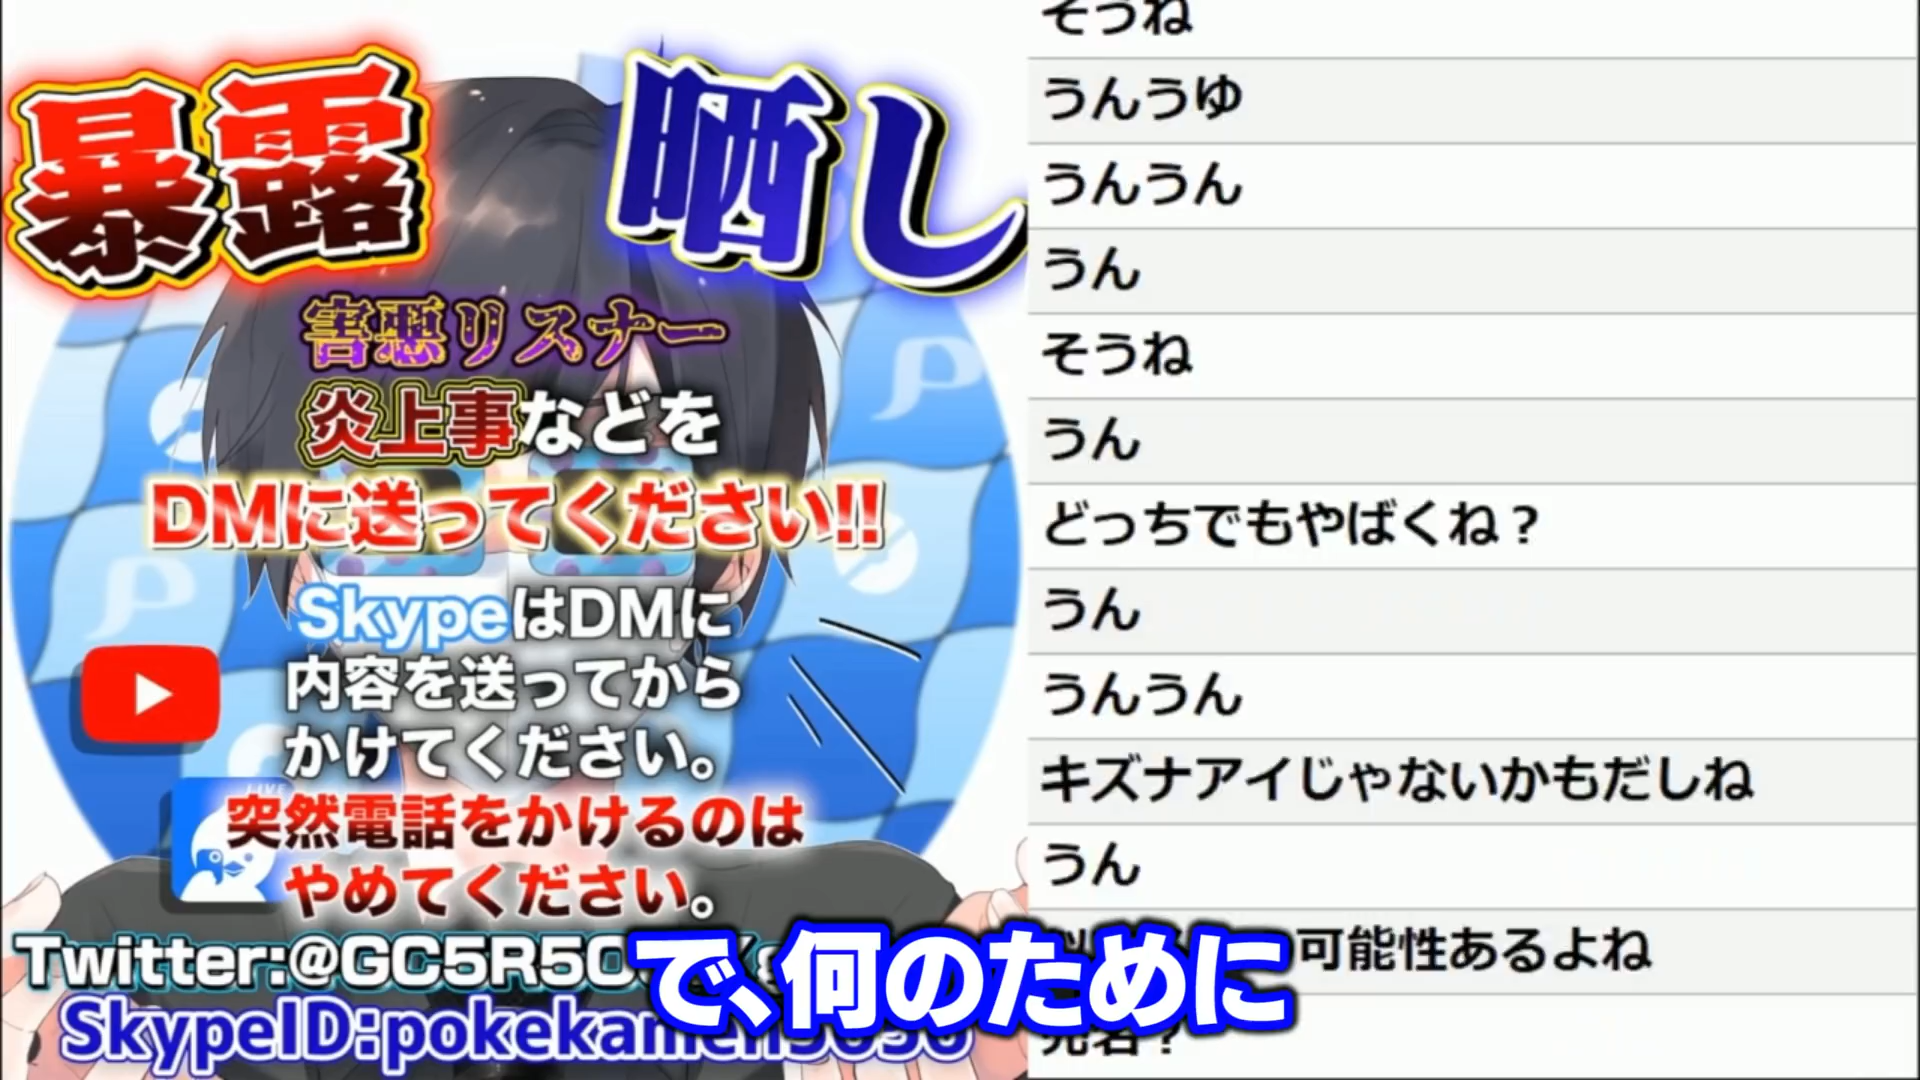 暴露 晒し
害悪リスナー
炎上事などを
DMに送ってください!!
SkypeはDMに
内容を送ってから
かけてください。
LIVE
突然電話をかけるのは
やめてください。
Twitter:@GC5R5O
SkypeID:pokekamen5656
そうね
うんうゆ
うんうん
うん
そうね
うん
どっちでもやばくね？
うん
うんうん
キズナアイじゃないかもだしね
うん
可能性あるよね
で、何のために